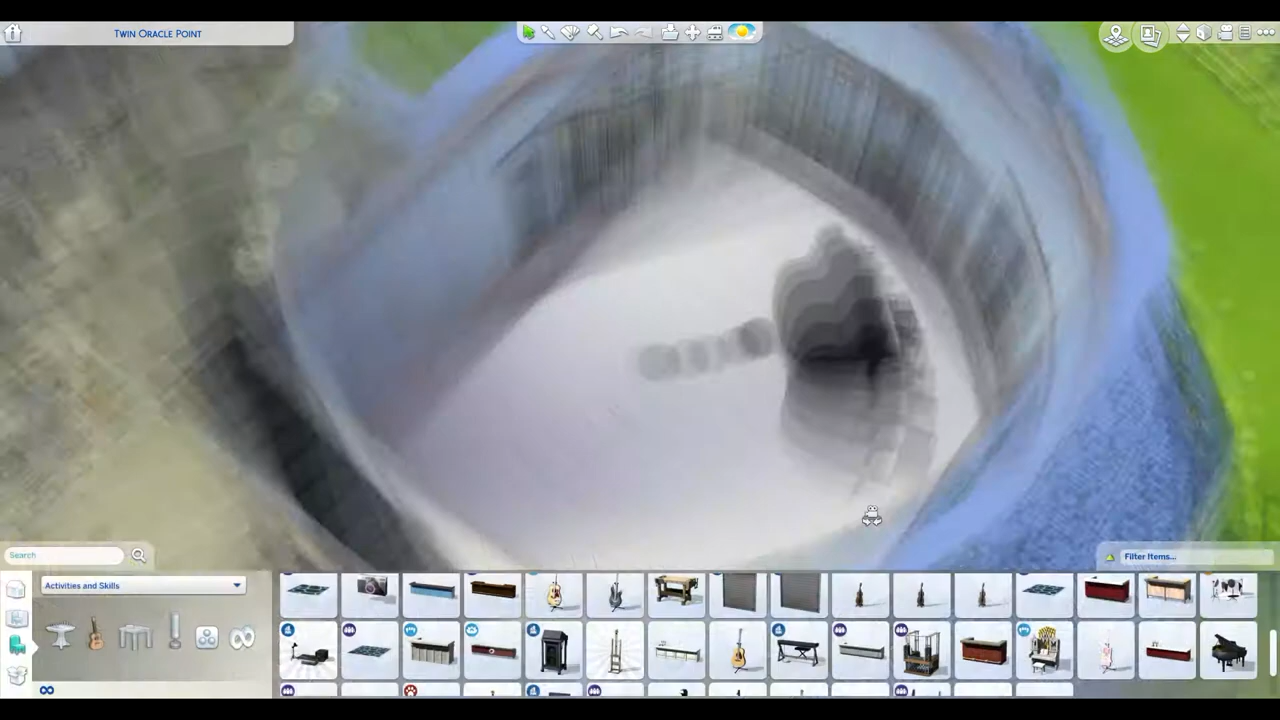 TWIN ORACLE POINT
Search
Filter Items...
Activities and Skills